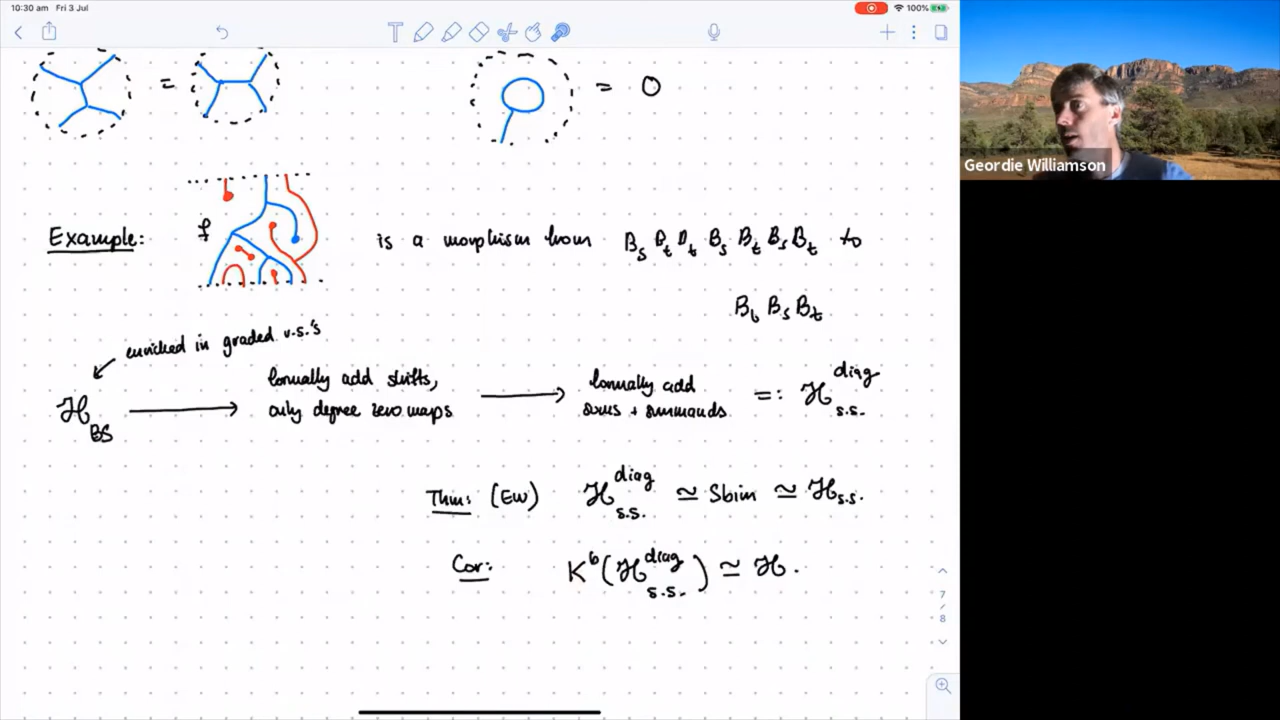 10:30 am Fri 3 Jul
100%
T
= = 0
Geordie Williamson
Example: f is a morphism from B_s B_t B_t B_s B_t B_s B_t to
B_t B_s B_t
enriched in graded v.s.'s
formally add shifts, formally add
H_BS → only degree zero maps → sums + summands =: H^diag_s.s.
Thm: (EW) H^diag_s.s. ≃ Sbim ≃ H_s.s.
Cor: K^b(H^diag_s.s.) ≃ H.
7
/
8